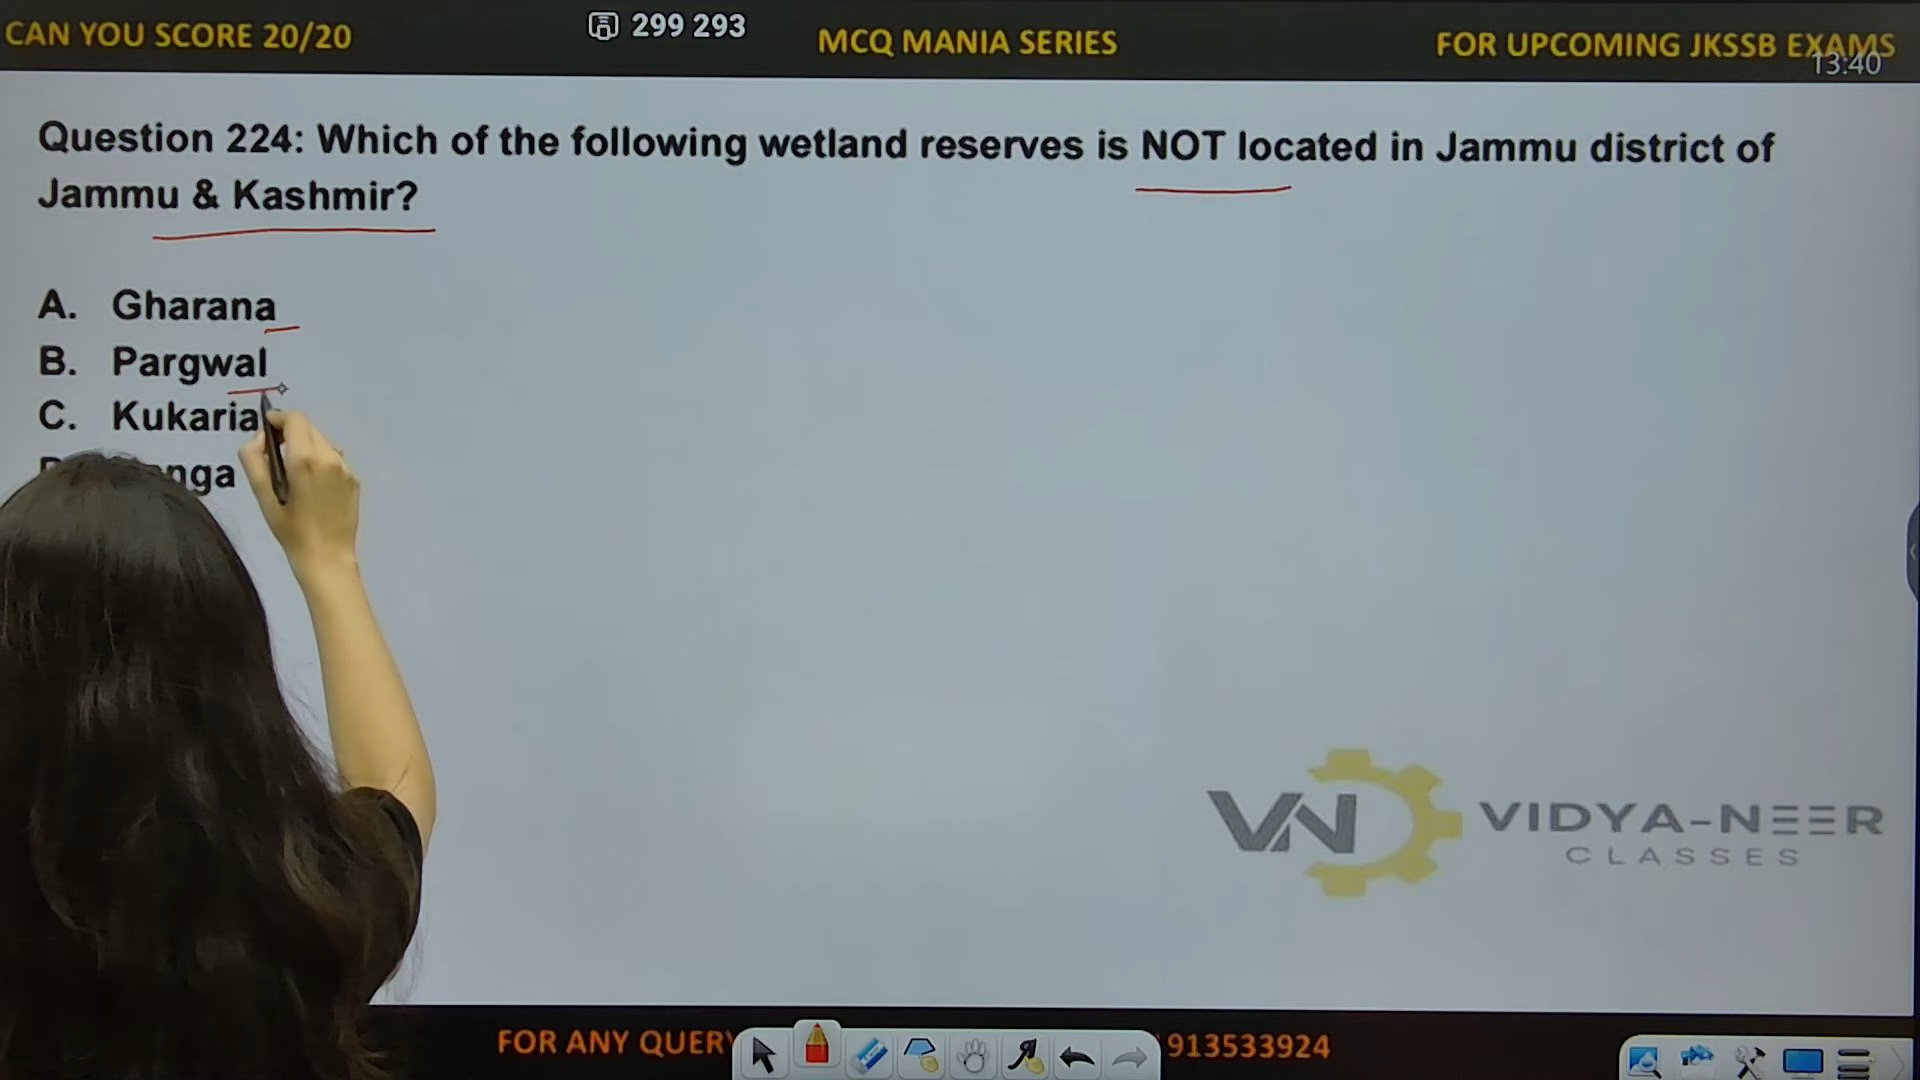 CAN YOU SCORE 20/20
299 293
MCQ MANIA SERIES
FOR UPCOMING JKSSB EXAMS
13:40
Question 224: Which of the following wetland reserves is NOT located in Jammu district of
Jammu & Kashmir?
A. Gharana
B. Pargwal
C. Kukaria
VN VIDYA-NEER
CLASSES
FOR ANY QUERY
913533924